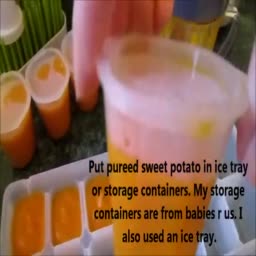 Put pureed sweet potato in ice tray
or storage containers. My storage
containers are from babies r us. I
also used an ice tray.